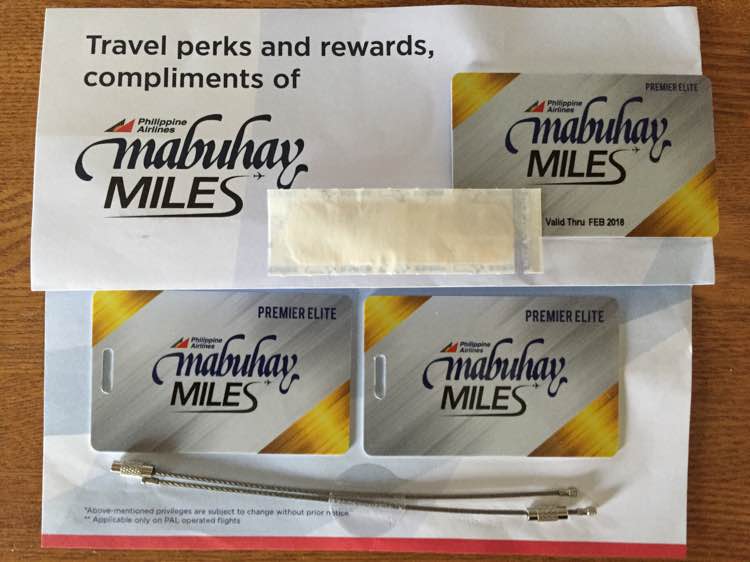 Travel perks and rewards,
compliments of
Philippine
Airlines
mabuhay
MILES
PREMIER ELITE
Philippine
Airlines
mabuhay
MILES
Valid Thru FEB 2018
PREMIER ELITE
Philippine
Airlines
mabuhay
MILES
PREMIER ELITE
Philippine
Airlines
mabuhay
MILES
*Above-mentioned privileges are subject to change without prior notice.
** Applicable only on PAL operated flights